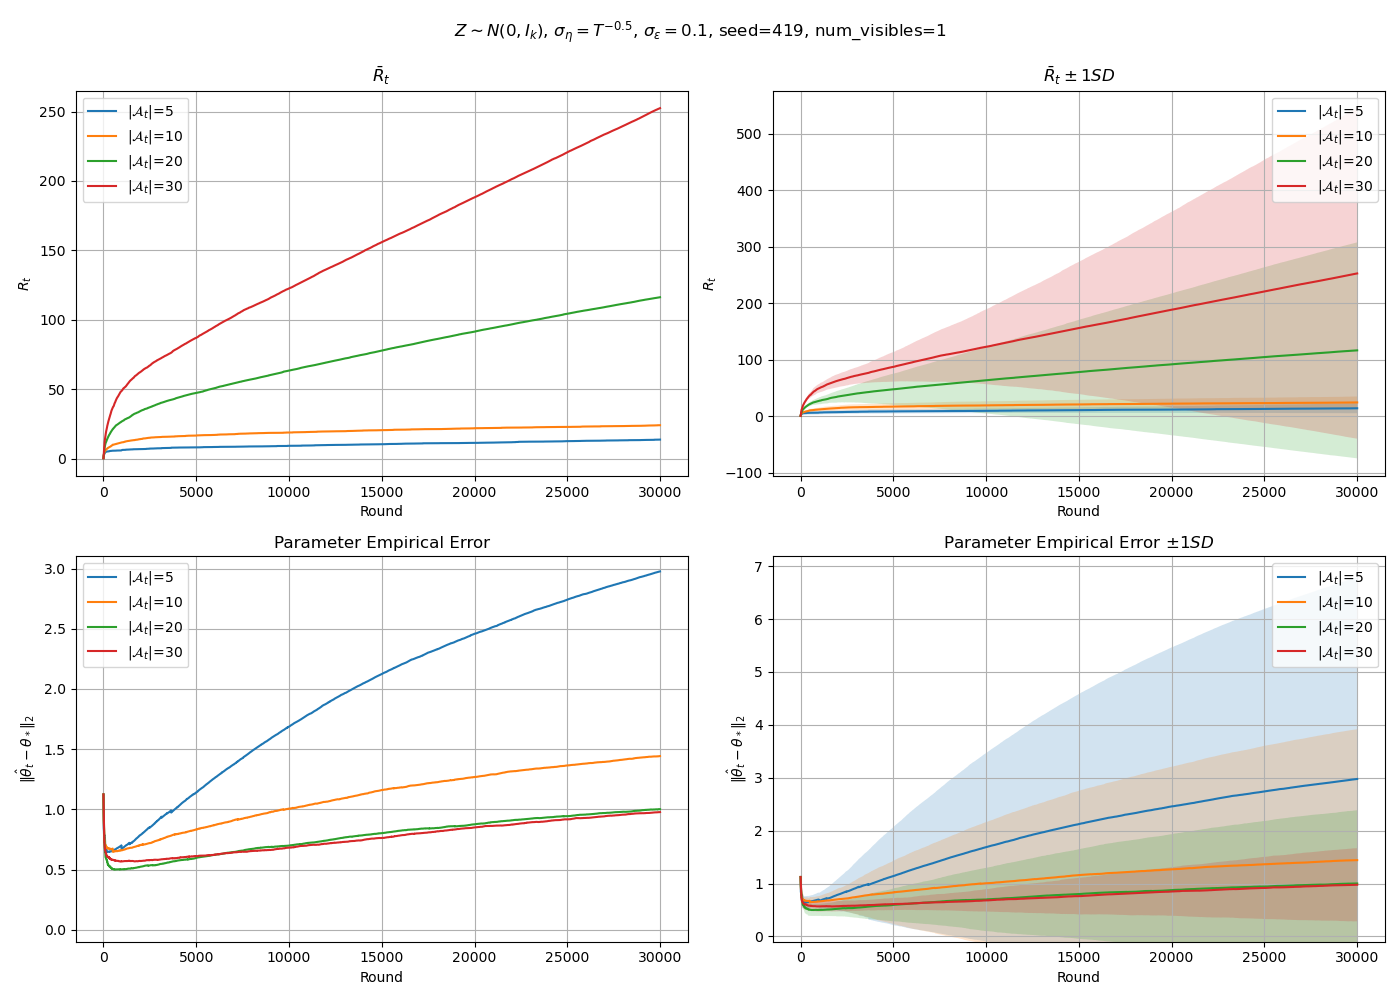 Z ∼ N(0, I_k), σ_η = T^{−0.5}, σ_ε = 0.1, seed=419, num_visibles=1
R̄_t
R_t
250
200
150
100
50
0
|𝒜_t|=5
|𝒜_t|=10
|𝒜_t|=20
|𝒜_t|=30
0 5000 10000 15000 20000 25000 30000
Round
R̄_t ± 1SD
R_t
500
400
300
200
100
0
−100
|𝒜_t|=5
|𝒜_t|=10
|𝒜_t|=20
|𝒜_t|=30
0 5000 10000 15000 20000 25000 30000
Round
Parameter Empirical Error
‖θ̂_t − θ_*‖_2
3.0
2.5
2.0
1.5
1.0
0.5
0.0
|𝒜_t|=5
|𝒜_t|=10
|𝒜_t|=20
|𝒜_t|=30
0 5000 10000 15000 20000 25000 30000
Round
Parameter Empirical Error ±1SD
‖θ̂_t − θ_*‖_2
7
6
5
4
3
2
1
0
|𝒜_t|=5
|𝒜_t|=10
|𝒜_t|=20
|𝒜_t|=30
0 5000 10000 15000 20000 25000 30000
Round